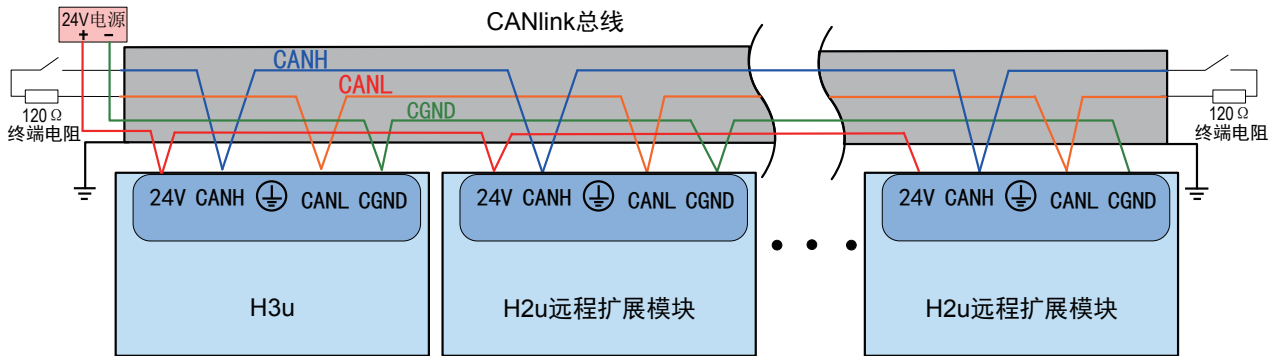 24V电源
+ −
CANlink总线
CANH
CANL
CGND
120Ω
终端电阻
120Ω
终端电阻
24V CANH CANL CGND
24V CANH CANL CGND
24V CANH CANL CGND
H3u
H2u远程扩展模块
H2u远程扩展模块